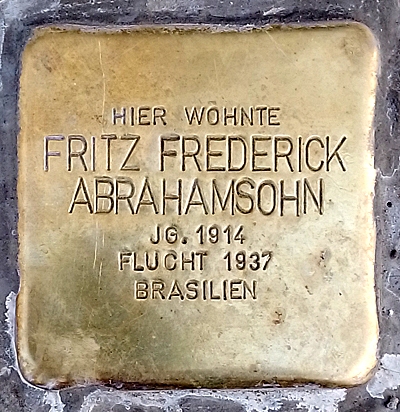 HIER WOHNTE
FRITZ FREDERICK
ABRAHAMSOHN
JG. 1914
FLUCHT 1937
BRASILIEN